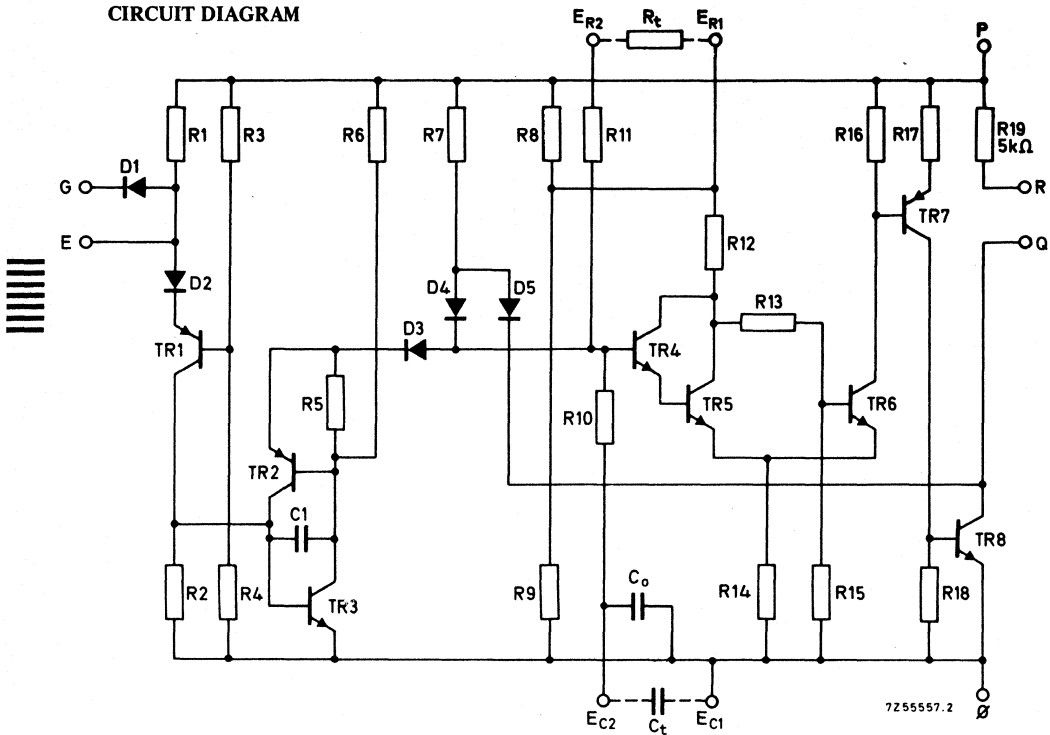 CIRCUIT DIAGRAM
E_R2
R_t
E_R1
P
R1
R3
R6
R7
R8
R11
R16
R17
R19
5kΩ
D1
G
R
TR7
R12
E
Q
D2
D4
D5
R13
D3
TR1
TR4
R5
TR5
TR6
R10
TR2
C1
TR8
R2
R4
TR3
R9
C_o
R14
R15
R18
E_C2
C_t
E_C1
7Z55557.2
Ø